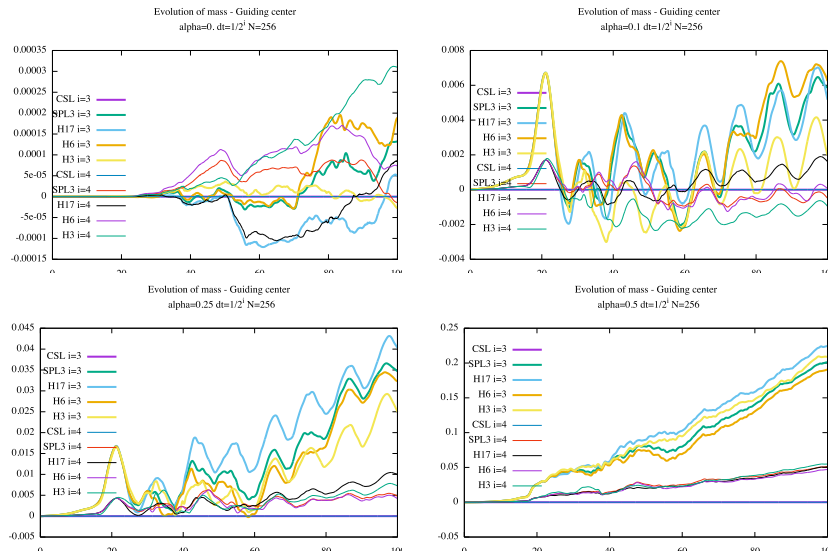 Evolution of mass - Guiding center
alpha=0. dt=1/2^i N=256
0.00035
0.0003
0.00025
0.0002
0.00015
0.0001
5e-05
0
-5e-05
-0.0001
-0.00015
CSL i=3
SPL3 i=3
H17 i=3
H6 i=3
H3 i=3
CSL i=4
SPL3 i=4
H17 i=4
H6 i=4
H3 i=4
0 20 40 60 80 100
Evolution of mass - Guiding center
alpha=0.1 dt=1/2^i N=256
0.008
0.006
0.004
0.002
0
-0.002
-0.004
CSL i=3
SPL3 i=3
H17 i=3
H6 i=3
H3 i=3
CSL i=4
SPL3 i=4
H17 i=4
H6 i=4
H3 i=4
0 20 40 60 80 100
Evolution of mass - Guiding center
alpha=0.25 dt=1/2^i N=256
0.045
0.04
0.035
0.03
0.025
0.02
0.015
0.01
0.005
0
-0.005
CSL i=3
SPL3 i=3
H17 i=3
H6 i=3
H3 i=3
CSL i=4
SPL3 i=4
H17 i=4
H6 i=4
H3 i=4
0 20 40 60 80 100
Evolution of mass - Guiding center
alpha=0.5 dt=1/2^i N=256
0.25
0.2
0.15
0.1
0.05
0
-0.05
CSL i=3
SPL3 i=3
H17 i=3
H6 i=3
H3 i=3
CSL i=4
SPL3 i=4
H17 i=4
H6 i=4
H3 i=4
0 20 40 60 80 100